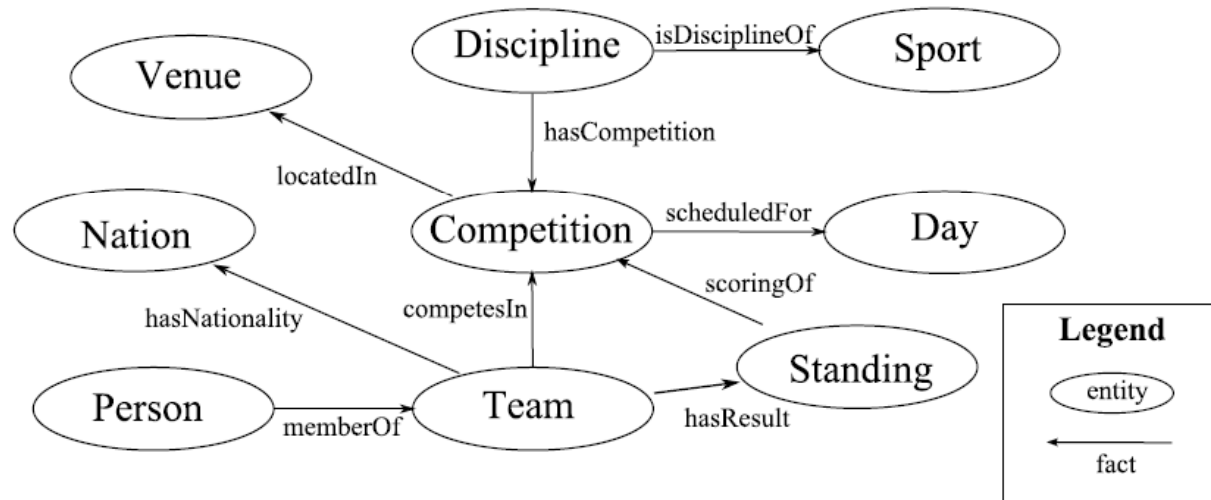 Discipline
isDisciplineOf
Sport
Venue
hasCompetition
locatedIn
Nation
Competition
scheduledFor
Day
hasNationality
competesIn
scoringOf
Person
memberOf
Team
hasResult
Standing
Legend
entity
fact